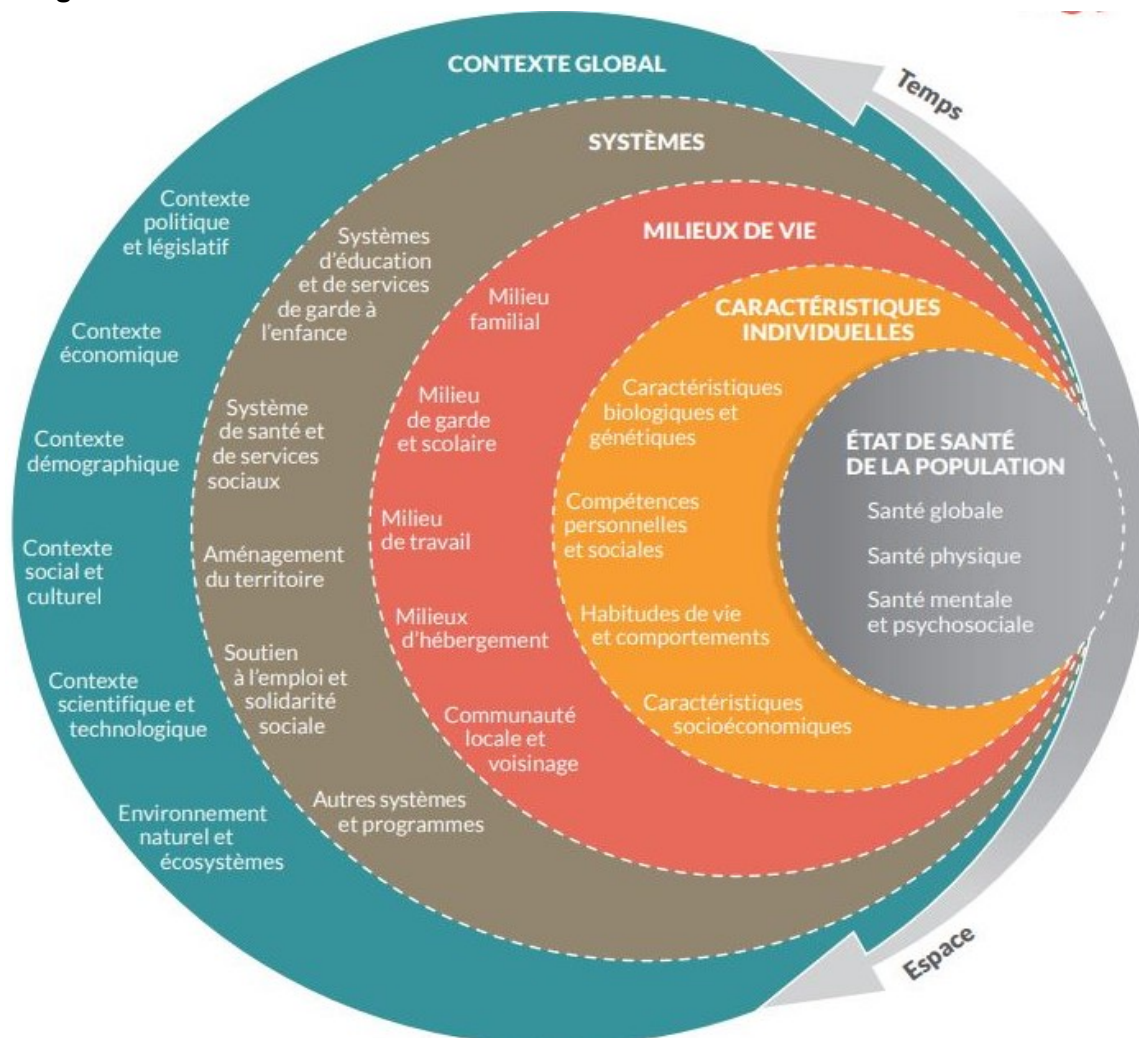 CONTEXTE GLOBAL
Temps
SYSTÈMES
Contexte
politique
et législatif
Systèmes
d'éducation
et de services
de garde à
l'enfance
MILIEUX DE VIE
Milieu
familial
CARACTÉRISTIQUES
INDIVIDUELLES
Contexte
économique
Système
de santé et
de services
sociaux
Milieu
de garde
et scolaire
Caractéristiques
biologiques et
génétiques
Contexte
démographique
ÉTAT DE SANTÉ
DE LA POPULATION
Santé globale
Santé physique
Santé mentale
et psychosociale
Milieu
de travail
Compétences
personnelles
et sociales
Contexte
social et
culturel
Aménagement
du territoire
Milieux
d'hébergement
Habitudes de vie
et comportements
Contexte
scientifique et
technologique
Soutien
à l'emploi et
solidarité
sociale
Communauté
locale et
voisinage
Caractéristiques
socioéconomiques
Environnement
naturel et
écosystèmes
Autres systèmes
et programmes
Espace